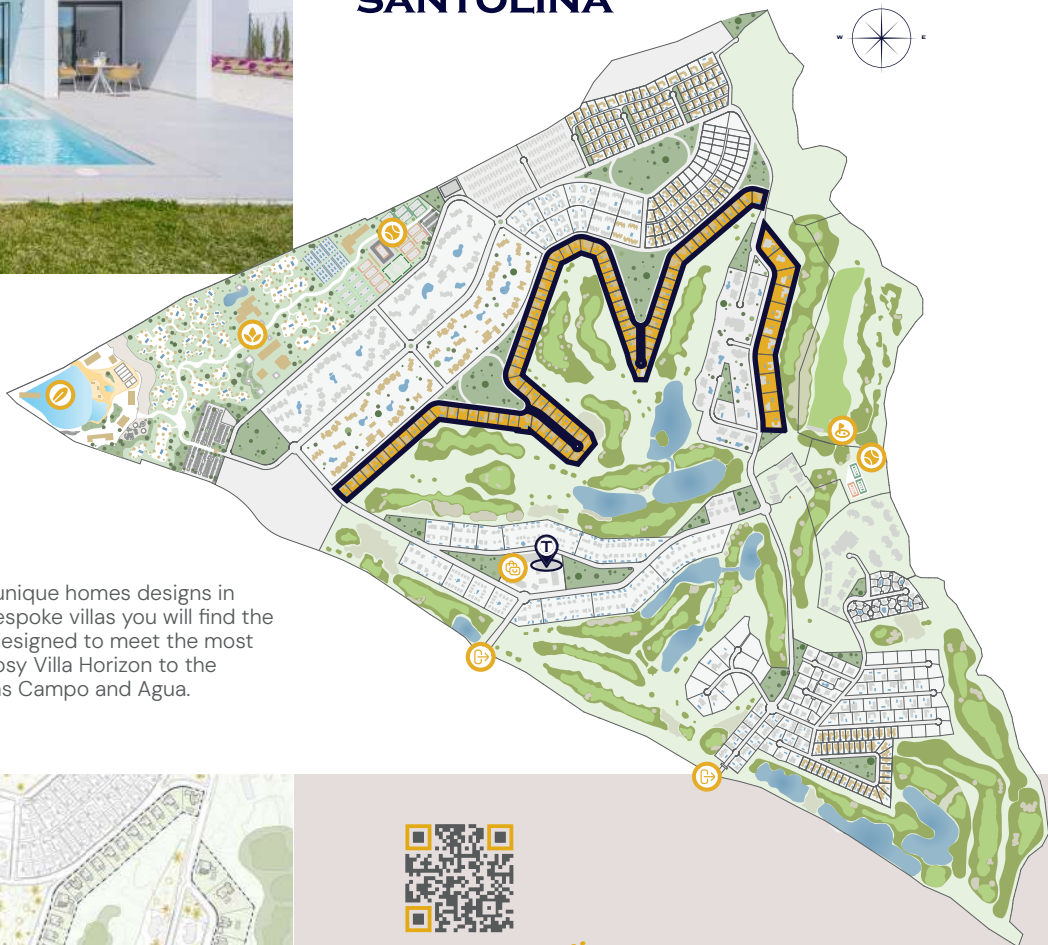 SANTOLINA
W E
T
unique homes designs in
espoke villas you will find the
designed to meet the most
osy Villa Horizon to the
as Campo and Agua.